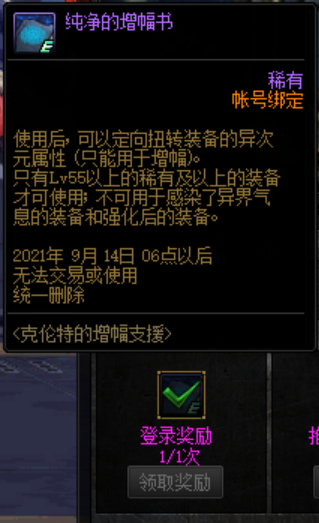 纯净的增幅书
稀有
帐号绑定
使用后，可以定向扭转装备的异次
元属性（只能用于增幅）。
只有Lv55以上的稀有及以上的装备
才可使用；不可用于感染了异界气
息的装备和强化后的装备。
2021年 9月 14日 06点以后
无法交易或使用
统一删除
<克伦特的增幅支援>
登录奖励
1/1次
领取奖励